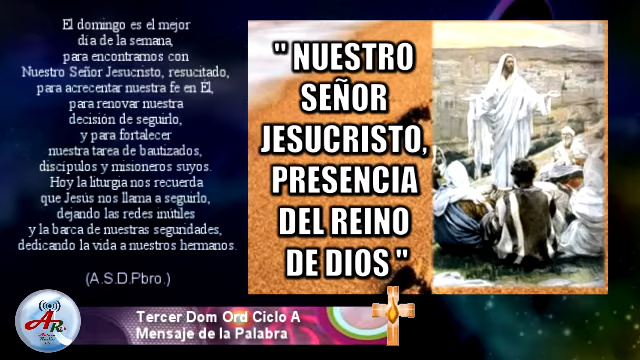 El domingo es el mejor
día de la semana,
para encontrarnos con
Nuestro Señor Jesucristo, resucitado,
para acrecentar nuestra fe en Él,
para renovar nuestra
decisión de seguirlo,
y para fortalecer
nuestra tarea de bautizados,
discípulos y misioneros suyos.
Hoy la liturgia nos recuerda
que Jesús nos llama a seguirlo,
dejando las redes inútiles
y la barca de nuestras seguridades,
dedicando la vida a nuestros hermanos.
(A.S.D.Pbro.)
" NUESTRO
SEÑOR
JESUCRISTO,
PRESENCIA
DEL REINO
DE DIOS "
Tercer Dom Ord Ciclo A
Mensaje de la Palabra